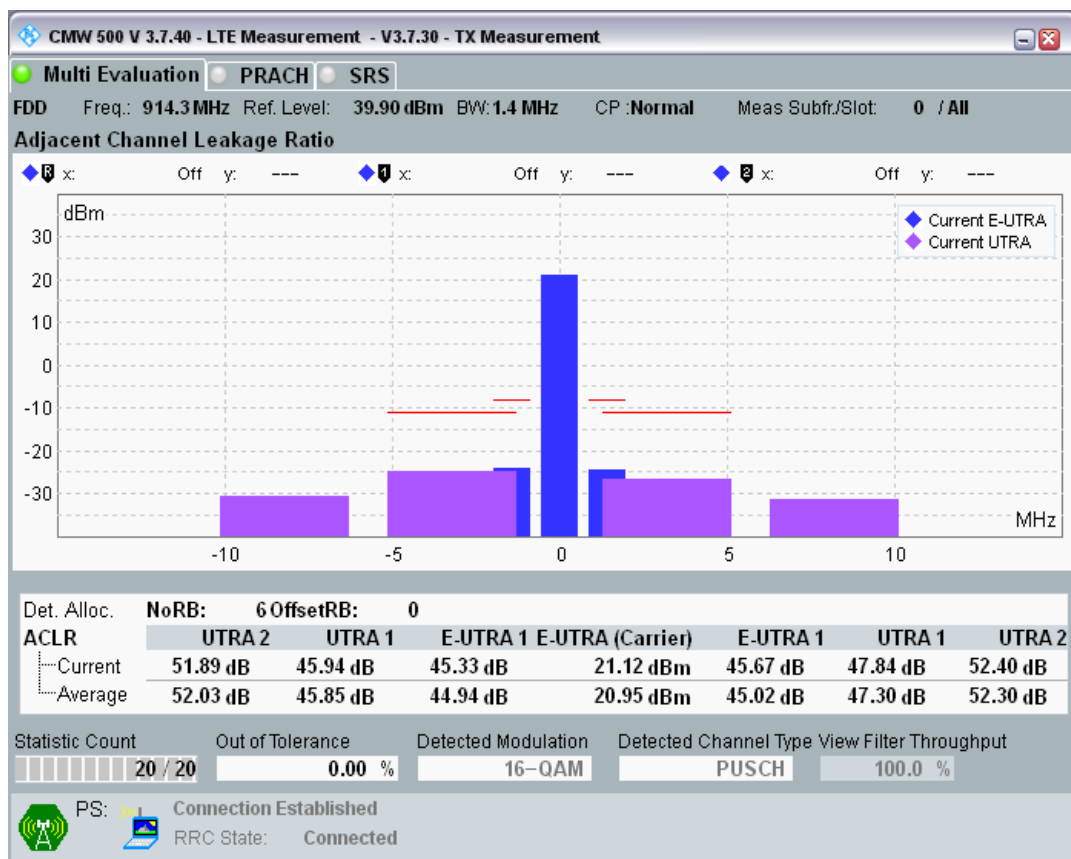 CMW 500 V 3.7.40 - LTE Measurement - V3.7.30 - TX Measurement
Multi Evaluation PRACH SRS
FDD Freq.: 914.3 MHz Ref. Level: 39.90 dBm BW: 1.4 MHz CP :Normal Meas Subfr./Slot: 0 / All
Adjacent Channel Leakage Ratio
R x: Off y: --- 1 x: Off y: --- 2 x: Off y: ---
dBm
Current E-UTRA
Current UTRA
30
20
10
0
-10
-20
-30
MHz
-10 -5 0 5 10
Det. Alloc. NoRB: 6 OffsetRB: 0
ACLR UTRA 2 UTRA 1 E-UTRA 1 E-UTRA (Carrier) E-UTRA 1 UTRA 1 UTRA 2
Current 51.89 dB 45.94 dB 45.33 dB 21.12 dBm 45.67 dB 47.84 dB 52.40 dB
Average 52.03 dB 45.85 dB 44.94 dB 20.95 dBm 45.02 dB 47.30 dB 52.30 dB
Statistic Count Out of Tolerance Detected Modulation Detected Channel Type View Filter Throughput
20 / 20 0.00 % 16-QAM PUSCH 100.0 %
PS: Connection Established
RRC State: Connected